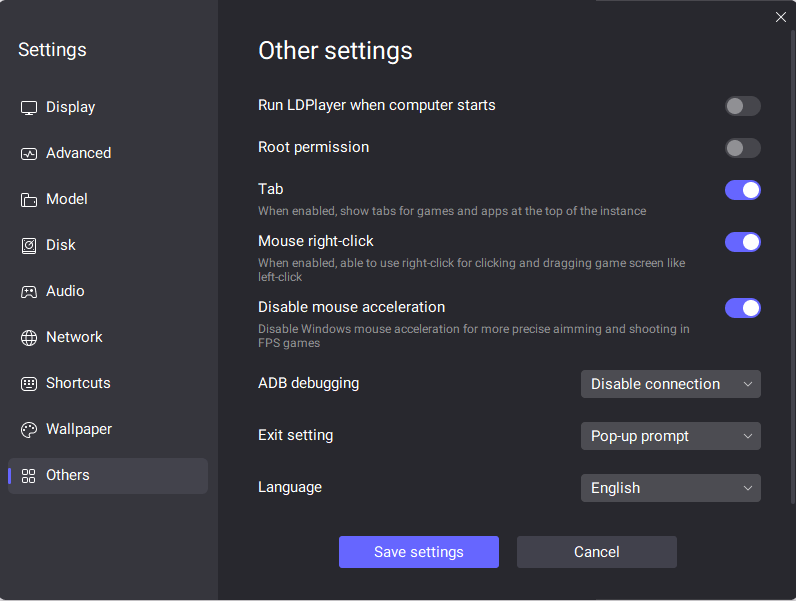 Settings
Display
Advanced
Model
Disk
Audio
Network
Shortcuts
Wallpaper
Others
Other settings
Run LDPlayer when computer starts
Root permission
Tab
When enabled, show tabs for games and apps at the top of the instance
Mouse right-click
When enabled, able to use right-click for clicking and dragging game screen like
left-click
Disable mouse acceleration
Disable Windows mouse acceleration for more precise aimming and shooting in
FPS games
ADB debugging
Disable connection
Exit setting
Pop-up prompt
Language
English
Save settings
Cancel